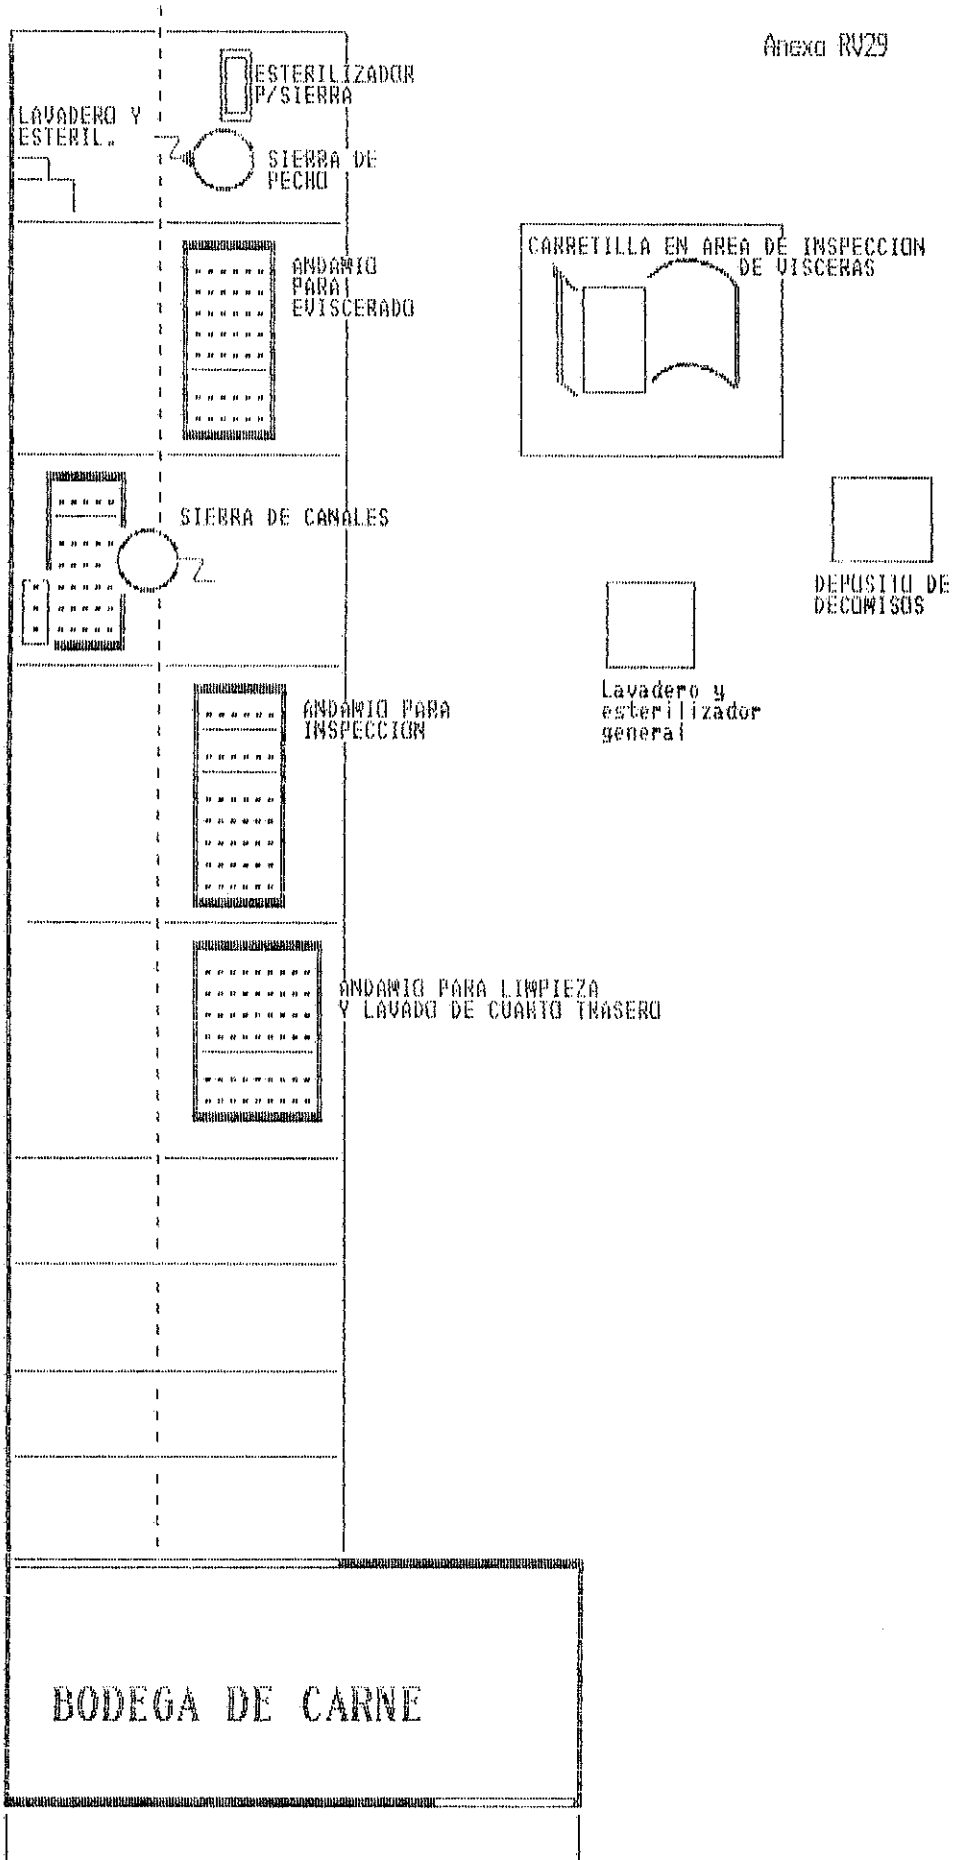 Anexo RV29
ESTERILIZADOR
P/SIERRA
LAVADERO Y
ESTERIL.
SIERRA DE
PECHO
ANDAMIO
PARA
EVISCERADO
CARRETILLA EN AREA DE INSPECCION
DE VISCERAS
SIERRA DE CANALES
DEPOSITO DE
DECOMISOS
Lavadero y
esterilizador
general
ANDAMIO PARA
INSPECCION
ANDAMIO PARA LIMPIEZA
Y LAVADO DE CUARTO TRASERO
BODEGA DE CARNE